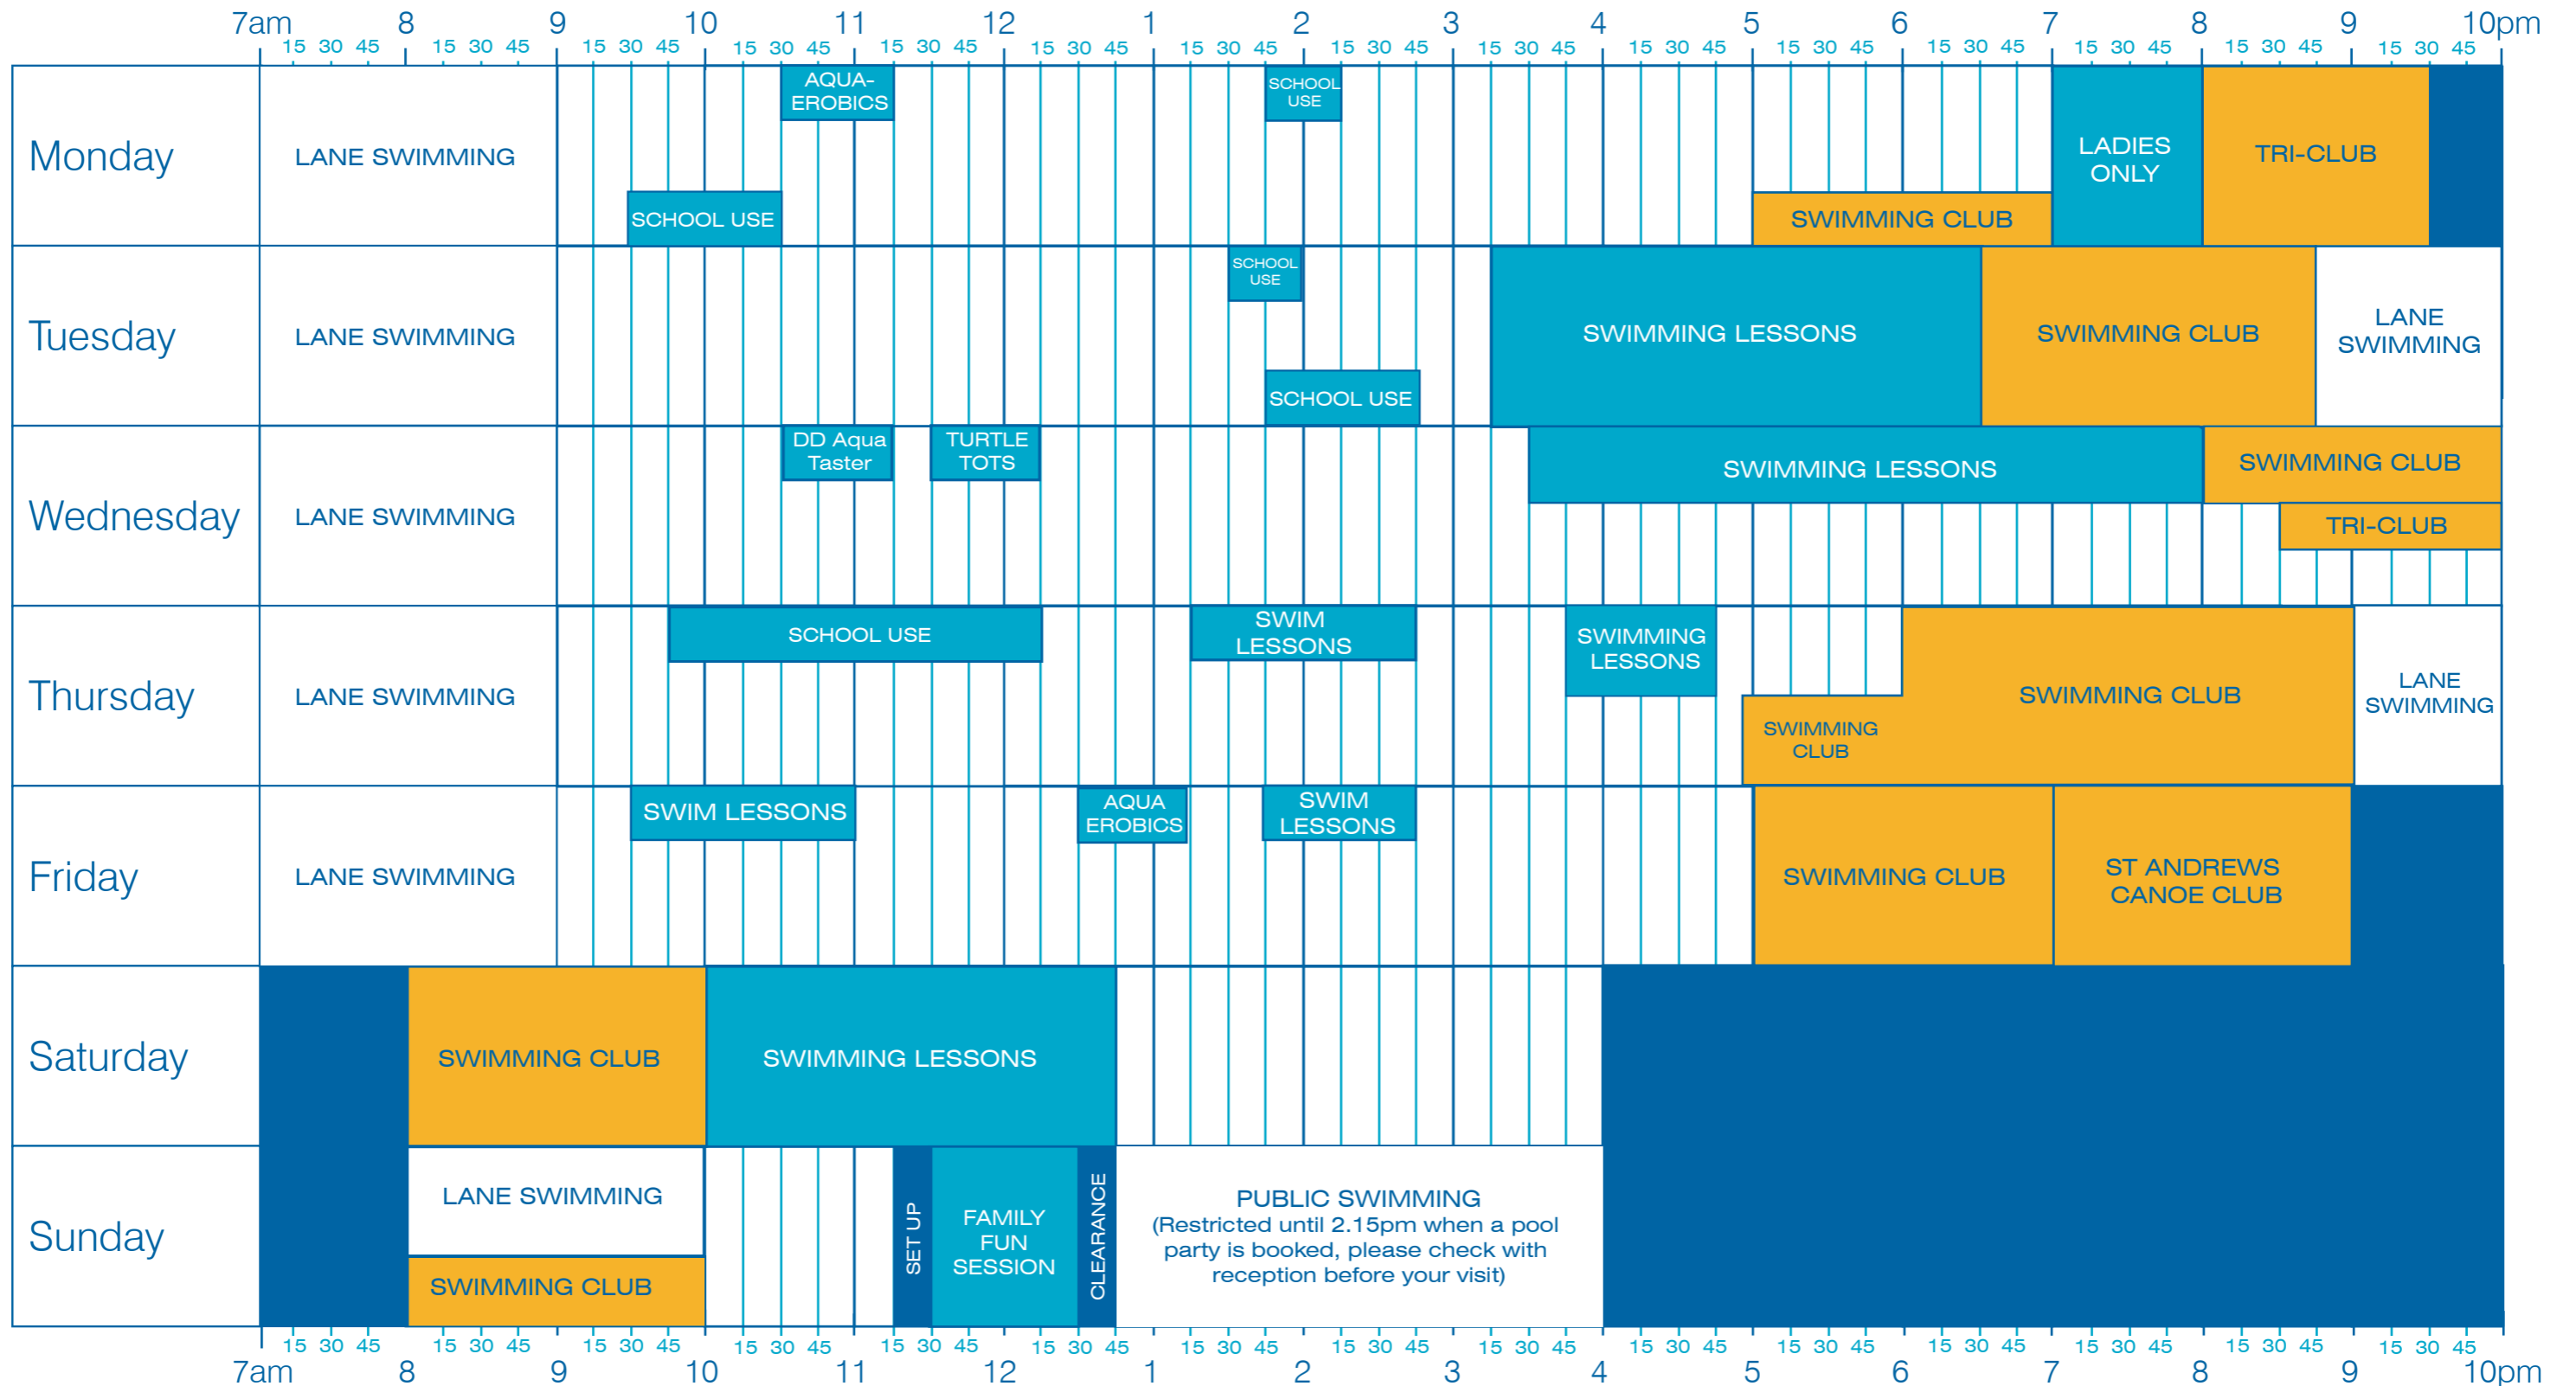 7am 8 9 10 11 12 1 2 3 4 5 6 7 8 9 10pm
15 30 45 15 30 45 15 30 45 15 30 45 15 30 45 15 30 45 15 30 45 15 30 45 15 30 45 15 30 45 15 30 45 15 30 45 15 30 45 15 30 45 15 30 45
Monday
LANE SWIMMING
SCHOOL USE
AQUA-
EROBICS
SCHOOL
USE
SWIMMING CLUB
LADIES
ONLY
TRI-CLUB
Tuesday
LANE SWIMMING
SCHOOL
USE
SCHOOL USE
SWIMMING LESSONS
SWIMMING CLUB
LANE
SWIMMING
Wednesday
LANE SWIMMING
DD Aqua
Taster
TURTLE
TOTS
SWIMMING LESSONS
SWIMMING CLUB
TRI-CLUB
Thursday
LANE SWIMMING
SCHOOL USE
SWIM
LESSONS
SWIMMING
LESSONS
SWIMMING
CLUB
SWIMMING CLUB
LANE
SWIMMING
Friday
LANE SWIMMING
SWIM LESSONS
AQUA
EROBICS
SWIM
LESSONS
SWIMMING CLUB
ST ANDREWS
CANOE CLUB
Saturday
SWIMMING CLUB
SWIMMING LESSONS
Sunday
LANE SWIMMING
SWIMMING CLUB
SET UP
FAMILY
FUN
SESSION
CLEARANCE
PUBLIC SWIMMING
(Restricted until 2.15pm when a pool
party is booked, please check with
reception before your visit)
15 30 45 15 30 45 15 30 45 15 30 45 15 30 45 15 30 45 15 30 45 15 30 45 15 30 45 15 30 45 15 30 45 15 30 45 15 30 45 15 30 45 15 30 45
7am 8 9 10 11 12 1 2 3 4 5 6 7 8 9 10pm